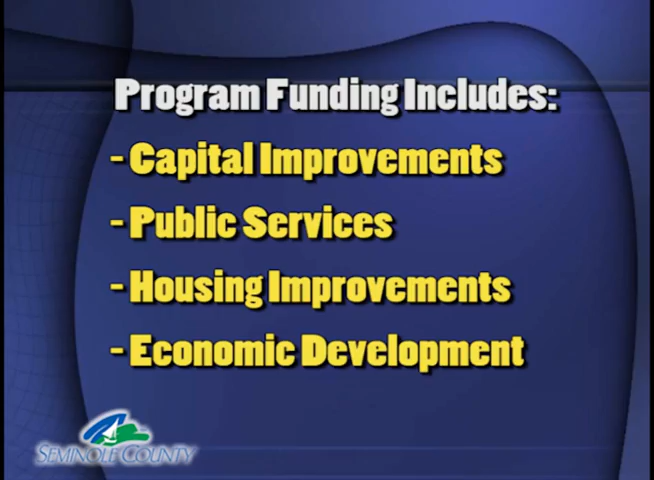 Program Funding Includes:
- Capital Improvements
- Public Services
- Housing Improvements
- Economic Development
SEMINOLE COUNTY